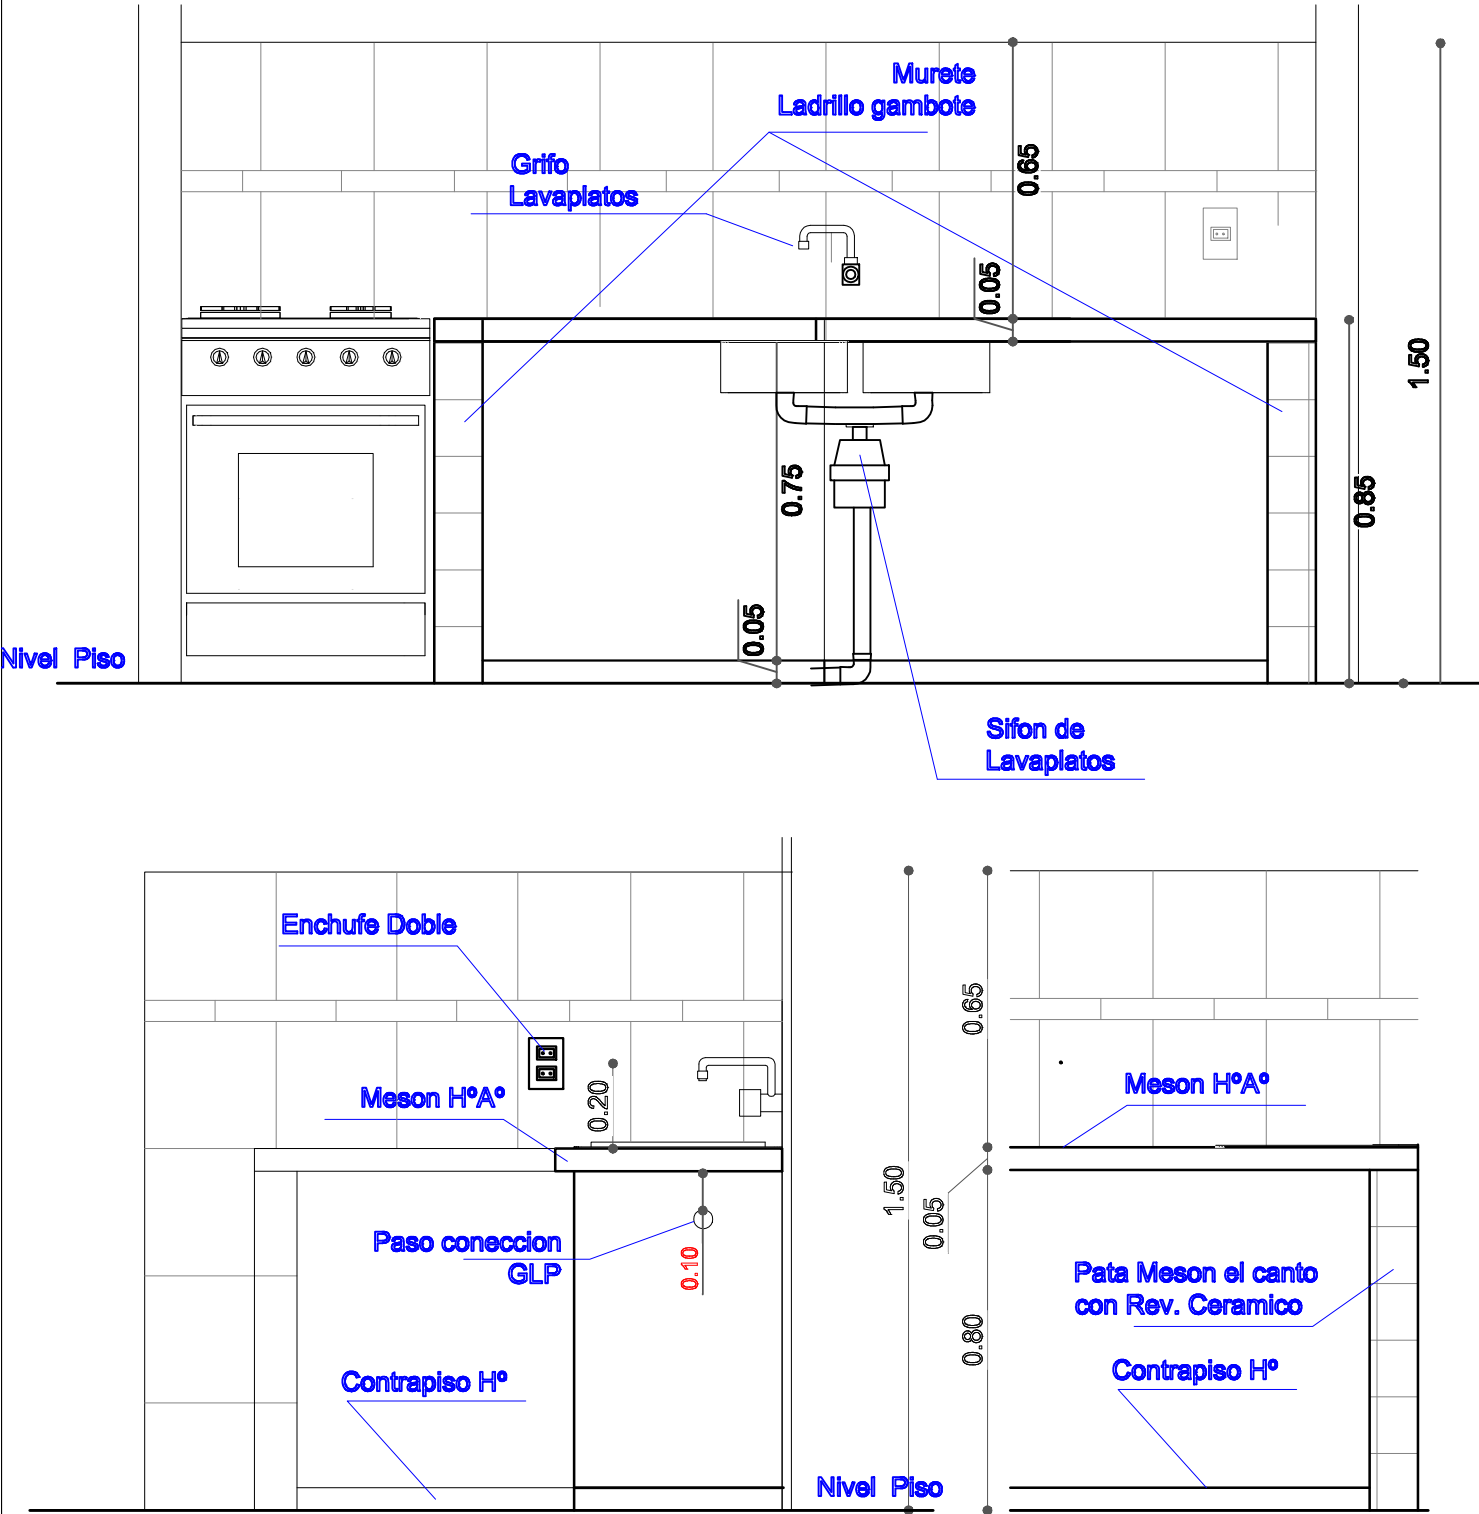 Murete
Ladrillo gambote
Grifo
Lavaplatos
0.65
0.05
1.50
0.85
0.75
0.05
Nivel Piso
Sifon de
Lavaplatos
Enchufe Doble
0.65
Meson HºAº
0.20
Meson HºAº
1.50
0.05
Paso coneccion
GLP
0.10
Pata Meson el canto
con Rev. Ceramico
0.80
Contrapiso Hº
Contrapiso Hº
Nivel Piso